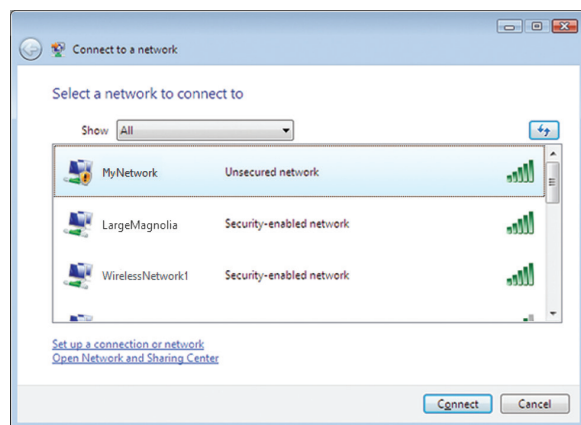 Connect to a network
Select a network to connect to
Show All
MyNetwork Unsecured network
LargeMagnolia Security-enabled network
WirelessNetwork1 Security-enabled network
Set up a connection or network
Open Network and Sharing Center
Connect Cancel